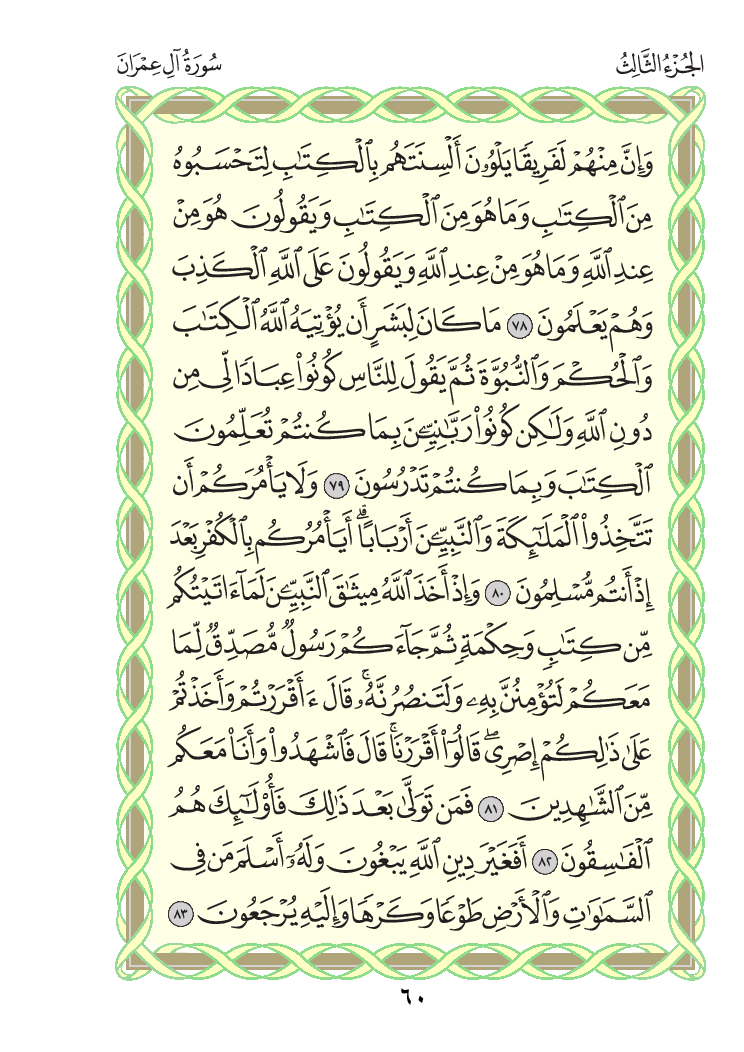 الجُزْءُ الثَّالِثُ
سُورَةُ آلِ عِمْرَانَ
وَإِنَّ مِنْهُمْ لَفَرِيقًا يَلْوُۥنَ أَلْسِنَتَهُم بِٱلْكِتَٰبِ لِتَحْسَبُوهُ
مِنَ ٱلْكِتَٰبِ وَمَا هُوَ مِنَ ٱلْكِتَٰبِ وَيَقُولُونَ هُوَ مِنْ
عِندِ ٱللَّهِ وَمَا هُوَ مِنْ عِندِ ٱللَّهِ وَيَقُولُونَ عَلَى ٱللَّهِ ٱلْكَذِبَ
وَهُمْ يَعْلَمُونَ ٧٨ مَا كَانَ لِبَشَرٍ أَن يُؤْتِيَهُ ٱللَّهُ ٱلْكِتَٰبَ
وَٱلْحُكْمَ وَٱلنُّبُوَّةَ ثُمَّ يَقُولَ لِلنَّاسِ كُونُوا۟ عِبَادًا لِّى مِن
دُونِ ٱللَّهِ وَلَٰكِن كُونُوا۟ رَبَّٰنِيِّۦنَ بِمَا كُنتُمْ تُعَلِّمُونَ
ٱلْكِتَٰبَ وَبِمَا كُنتُمْ تَدْرُسُونَ ٧٩ وَلَا يَأْمُرَكُمْ أَن
تَتَّخِذُوا۟ ٱلْمَلَٰٓئِكَةَ وَٱلنَّبِيِّۦنَ أَرْبَابًا ۗ أَيَأْمُرُكُم بِٱلْكُفْرِ بَعْدَ
إِذْ أَنتُم مُّسْلِمُونَ ٨٠ وَإِذْ أَخَذَ ٱللَّهُ مِيثَٰقَ ٱلنَّبِيِّۦنَ لَمَآ ءَاتَيْتُكُم
مِّن كِتَٰبٍ وَحِكْمَةٍ ثُمَّ جَآءَكُمْ رَسُولٌ مُّصَدِّقٌ لِّمَا
مَعَكُمْ لَتُؤْمِنُنَّ بِهِۦ وَلَتَنصُرُنَّهُۥ ۚ قَالَ ءَأَقْرَرْتُمْ وَأَخَذْتُمْ
عَلَىٰ ذَٰلِكُمْ إِصْرِى ۖ قَالُوٓا۟ أَقْرَرْنَا ۚ قَالَ فَٱشْهَدُوا۟ وَأَنَا۠ مَعَكُم
مِّنَ ٱلشَّٰهِدِينَ ٨١ فَمَن تَوَلَّىٰ بَعْدَ ذَٰلِكَ فَأُو۟لَٰٓئِكَ هُمُ
ٱلْفَٰسِقُونَ ٨٢ أَفَغَيْرَ دِينِ ٱللَّهِ يَبْغُونَ وَلَهُۥٓ أَسْلَمَ مَن فِى
ٱلسَّمَٰوَٰتِ وَٱلْأَرْضِ طَوْعًا وَكَرْهًا وَإِلَيْهِ يُرْجَعُونَ ٨٣
٦٠